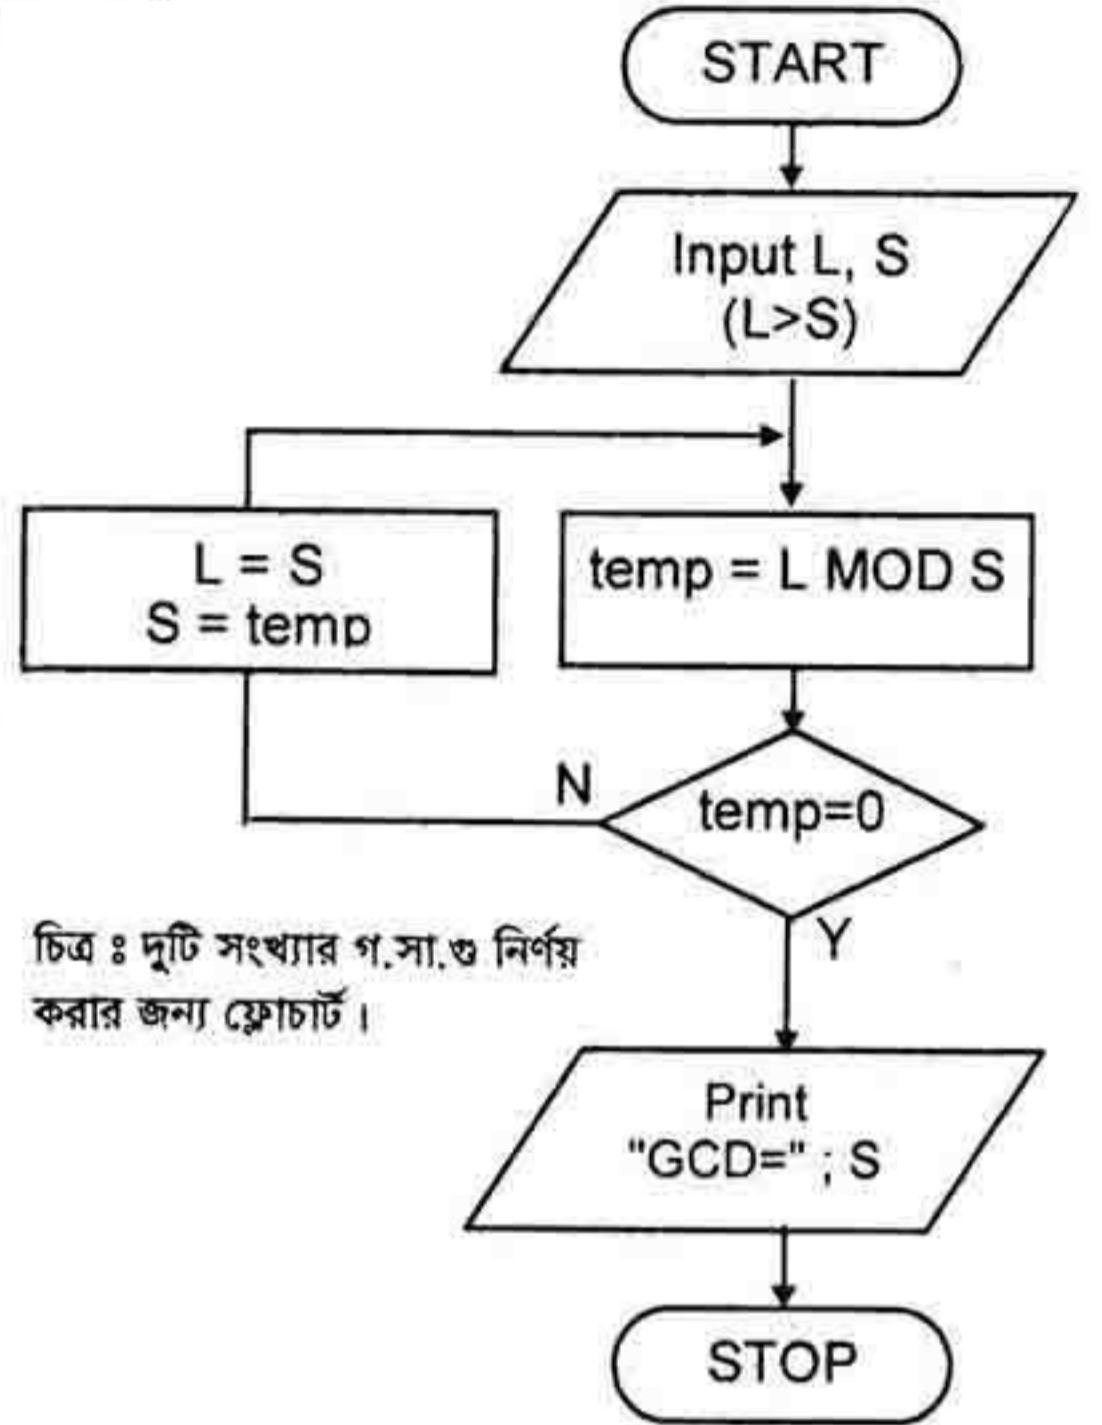 START
Input L, S
(L>S)
L = S
S = temp
temp = L MOD S
N
temp=0
Y
চিত্র ঃ দুটি সংখ্যার গ.সা.গু নির্ণয়
করার জন্য ফ্লোচার্ট।
Print
"GCD=" ; S
STOP